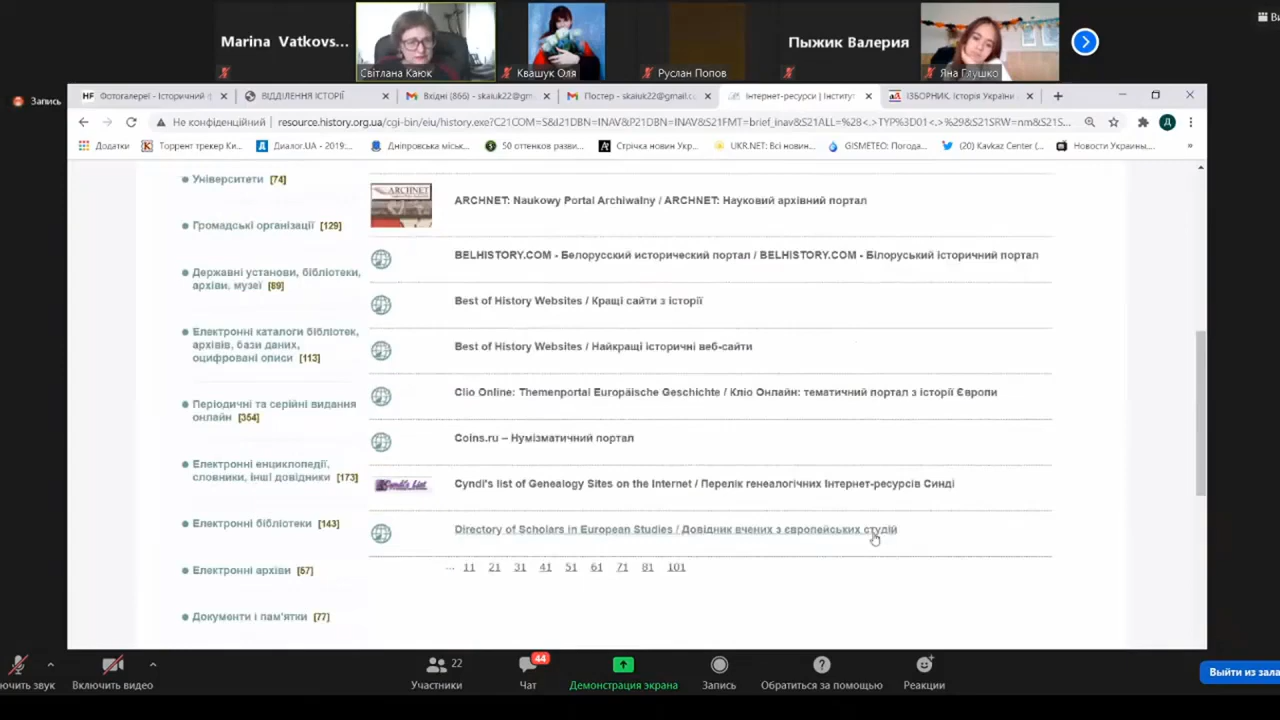 Marina Vatkovs...
Світлана Каюк
Квашук Оля
Руслан Попов
Пыжик Валерия
Яна Глушко
Запись
Фотогалереї - Історичний ф
ВІДДІЛЕННЯ ІСТОРІЇ
Вхідні (866) - skaiuk22@gm
Постер - skaiuk22@gmail.c
Інтернет-ресурси | Інститут
ІЗБОРНИК. Історія України
Не конфіденційний
resource.history.org.ua/cgi-bin/eiu/history.exe?C21COM=S&I21DBN=INAV&P21DBN=INAV&S21FMT=brief_inav&S21ALL=%28<.>TYP%3D01<.>%29&S21SRW=nm&S21S...
Додатки
Торрент трекер Ки...
Диалог.UA - 2019:...
Дніпровська міськ...
50 оттенков разви...
Стрічка новин Укр...
UKR.NET: Всі новин...
GISMETEO: Погода...
(20) Kavkaz Center (...
Новости Украины,...
Університети [74]
Громадські організації [129]
Державні установи, бібліотеки,
архіви, музеї [89]
Електронні каталоги бібліотек,
архівів, бази даних,
оцифровані описи [113]
Періодичні та серійні видання
онлайн [354]
Електронні енциклопедії,
словники, інші довідники [173]
Електронні бібліотеки [143]
Електронні архіви [57]
Документи і пам'ятки [77]
ARCHNET
ARCHNET: Naukowy Portal Archiwalny / ARCHNET: Науковий архівний портал
BELHISTORY.COM - Белорусский исторический портал / BELHISTORY.COM - Білоруський історичний портал
Best of History Websites / Кращі сайти з історії
Best of History Websites / Найкращі історичні веб-сайти
Clio Online: Themenportal Europäische Geschichte / Кліо Онлайн: тематичний портал з історії Європи
Coins.ru – Нумізматичний портал
Cyndi's List
Cyndi's list of Genealogy Sites on the Internet / Перелік генеалогічних Інтернет-ресурсів Синді
Directory of Scholars in European Studies / Довідник вчених з європейських студій
... 11 21 31 41 51 61 71 81 101
ючить звук
Включить видео
22
Участники
44
Чат
Демонстрация экрана
Запись
Обратиться за помощью
Реакции
Выйти из зала